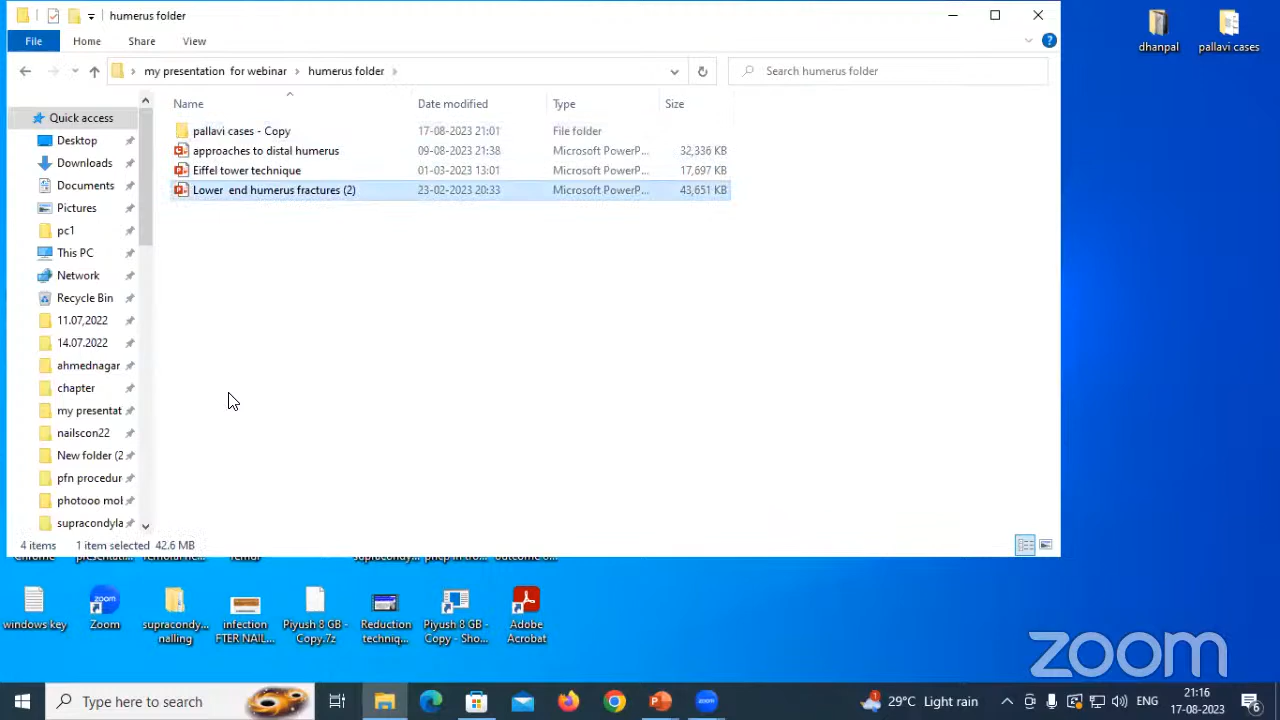 humerus folder
File Home Share View
my presentation for webinar humerus folder Search humerus folder
Name Date modified Type Size
pallavi cases - Copy 17-08-2023 21:01 File folder
approaches to distal humerus 09-08-2023 21:38 Microsoft PowerP... 32,336 KB
Eiffel tower technique 01-03-2023 13:01 Microsoft PowerP... 17,697 KB
Lower end humerus fractures (2) 23-02-2023 20:33 Microsoft PowerP... 43,651 KB
Quick access
Desktop
Downloads
Documents
Pictures
pc1
This PC
Network
Recycle Bin
11.07,2022
14.07.2022
ahmednagar
chapter
my presentat
nailscon22
New folder (2
pfn procedur
photooo mol
supracondyla
4 items 1 item selected 42.6 MB
dhanpal
pallavi cases
windows key
Zoom
zoom
supracondy...
nailling
infection
FTER NAIL...
Piyush 8 GB -
Copy.7z
Reduction
techniq...
Piyush 8 GB -
Copy - Sho...
Adobe
Acrobat
zoom
Type here to search
zoom
29°C Light rain
ENG
21:16
17-08-2023
6